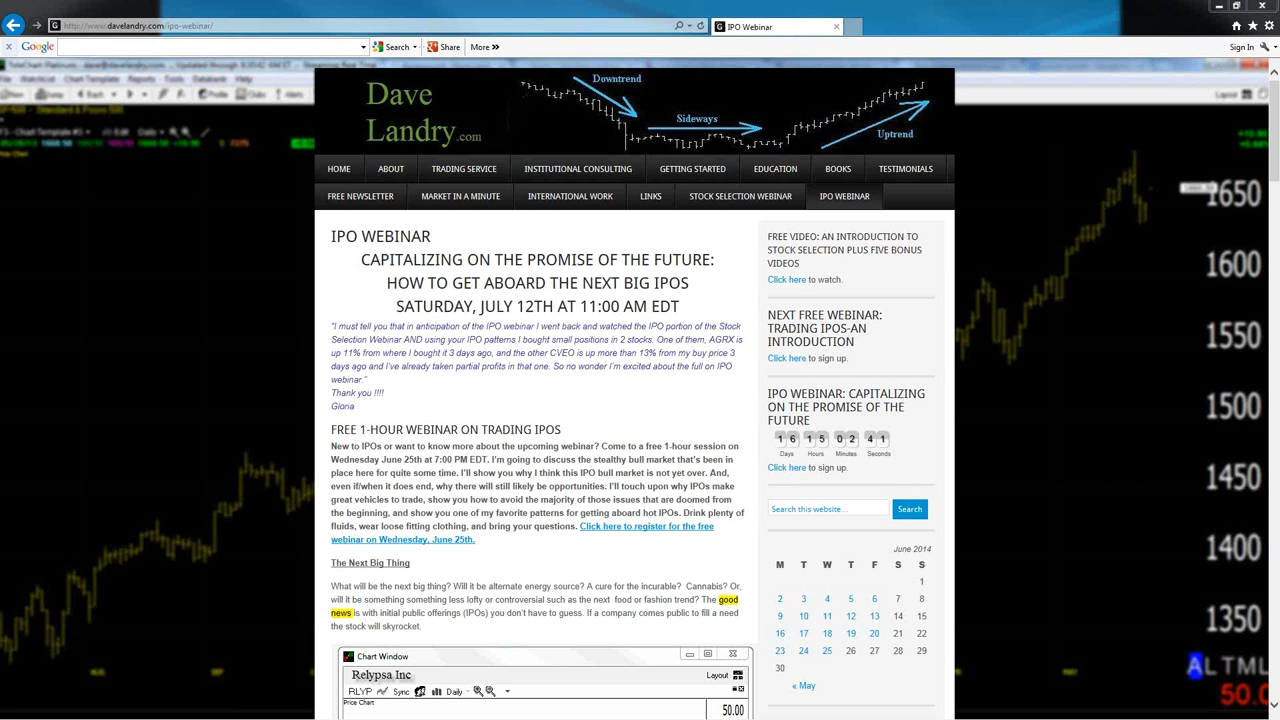 http://www.davelandry.com/ipo-webinar/
IPO Webinar
Google
Search
Share
More »
Sign In
Dave
Landry.com
Downtrend
Sideways
Uptrend
HOME
ABOUT
TRADING SERVICE
INSTITUTIONAL CONSULTING
GETTING STARTED
EDUCATION
BOOKS
TESTIMONIALS
FREE NEWSLETTER
MARKET IN A MINUTE
INTERNATIONAL WORK
LINKS
STOCK SELECTION WEBINAR
IPO WEBINAR
IPO WEBINAR
CAPITALIZING ON THE PROMISE OF THE FUTURE:
HOW TO GET ABOARD THE NEXT BIG IPOS
SATURDAY, JULY 12TH AT 11:00 AM EDT
"I must tell you that in anticipation of the IPO webinar I went back and watched the IPO portion of the Stock
Selection Webinar AND using your IPO patterns I bought small positions in 2 stocks. One of them, AGRX is
up 11% from where I bought it 3 days ago, and the other CVEO is up more than 13% from my buy price 3
days ago and I've already taken partial profits in that one. So no wonder I'm excited about the full on IPO
webinar."
Thank you !!!!
Gloria
FREE 1-HOUR WEBINAR ON TRADING IPOS
New to IPOs or want to know more about the upcoming webinar? Come to a free 1-hour session on
Wednesday June 25th at 7:00 PM EDT. I'm going to discuss the stealthy bull market that's been in
place here for quite some time. I'll show you why I think this IPO bull market is not yet over. And,
even if/when it does end, why there will still likely be opportunities. I'll touch upon why IPOs make
great vehicles to trade, show you how to avoid the majority of those issues that are doomed from
the beginning, and show you one of my favorite patterns for getting aboard hot IPOs. Drink plenty of
fluids, wear loose fitting clothing, and bring your questions. Click here to register for the free
webinar on Wednesday, June 25th.
The Next Big Thing
What will be the next big thing? Will it be alternate energy source? A cure for the incurable? Cannabis? Or,
will it be something something less lofty or controversial such as the next food or fashion trend? The good
news is with initial public offerings (IPOs) you don't have to guess. If a company comes public to fill a need
the stock will skyrocket.
Chart Window
Relypsa Inc
Layout
RLYP
Sync
Daily
Price Chart
50.00
FREE VIDEO: AN INTRODUCTION TO
STOCK SELECTION PLUS FIVE BONUS
VIDEOS
Click here to watch.
NEXT FREE WEBINAR:
TRADING IPOS-AN
INTRODUCTION
Click here to sign up.
IPO WEBINAR: CAPITALIZING
ON THE PROMISE OF THE
FUTURE
16 15 02 41
Days Hours Minutes Seconds
Click here to sign up.
Search this website…
Search
June 2014
M T W T F S S
1
2 3 4 5 6 7 8
9 10 11 12 13 14 15
16 17 18 19 20 21 22
23 24 25 26 27 28 29
30
« May
1650
1600
1550
1500
1450
1400
1350
1300